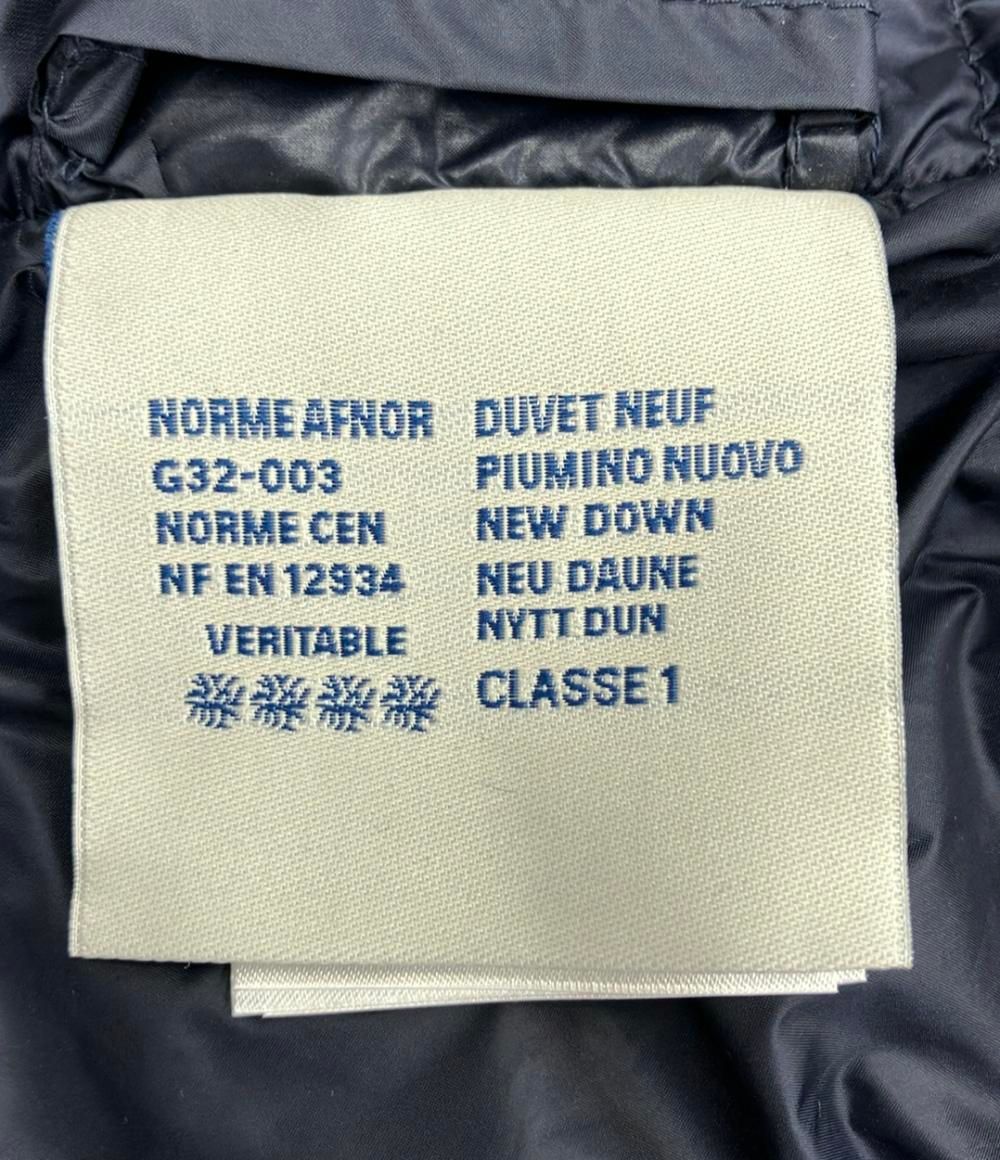 NORME AFNOR
G32-003
NORME CEN
NF EN 12934
VERITABLE
DUVET NEUF
PIUMINO NUOVO
NEW DOWN
NEU DAUNE
NYTT DUN
CLASSE 1